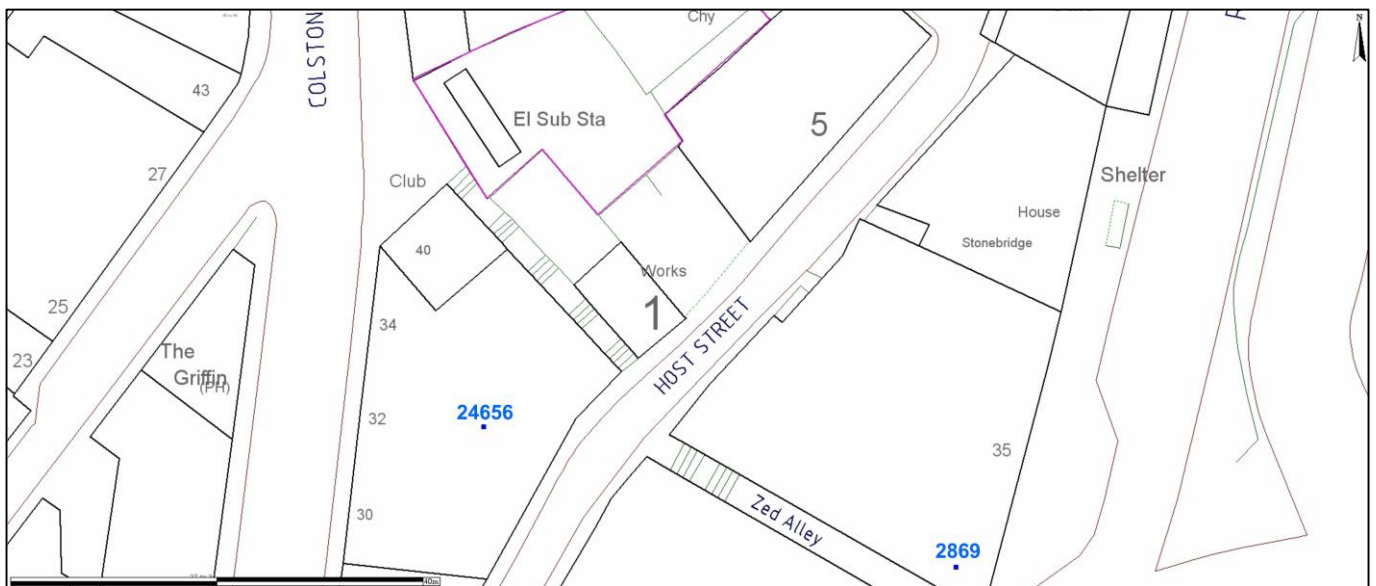 Chy
N
COLSTON
43
El Sub Sta
5
27
Club
Shelter
House
Stonebridge
40
Works
1
25
34
HOST STREET
23
The
Griffin
(PH)
32
24656
35
30
Zed Alley
2869
40m